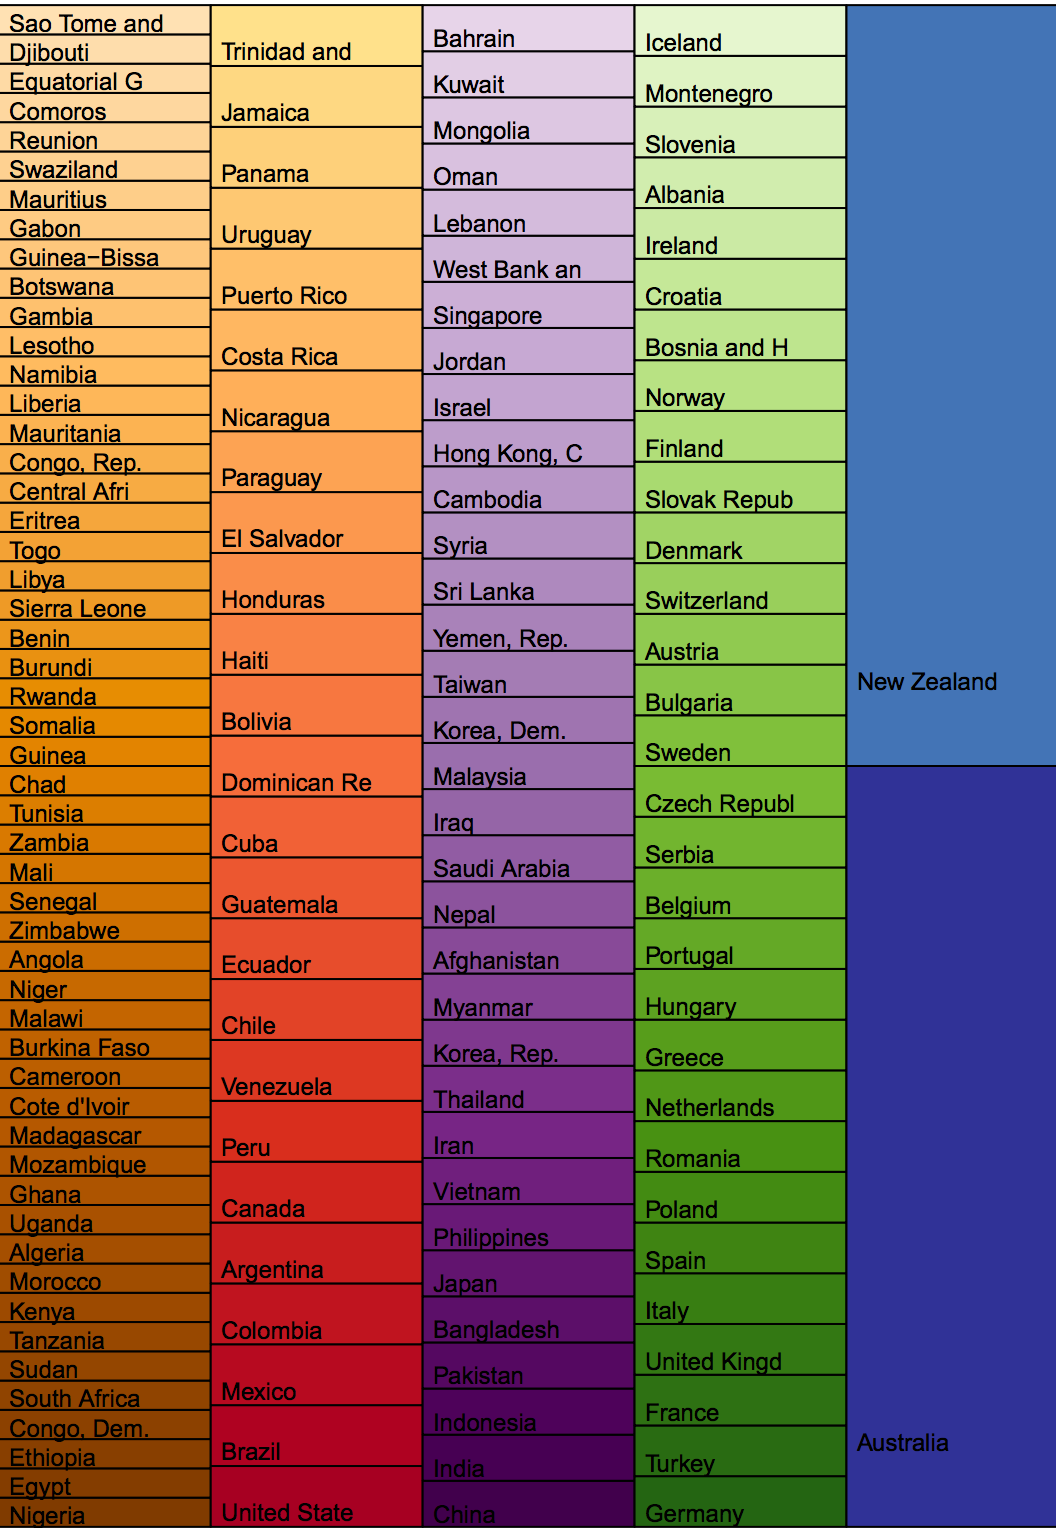 Sao Tome and
Djibouti
Equatorial G
Comoros
Reunion
Swaziland
Mauritius
Gabon
Guinea−Bissa
Botswana
Gambia
Lesotho
Namibia
Liberia
Mauritania
Congo, Rep.
Central Afri
Eritrea
Togo
Libya
Sierra Leone
Benin
Burundi
Rwanda
Somalia
Guinea
Chad
Tunisia
Zambia
Mali
Senegal
Zimbabwe
Angola
Niger
Malawi
Burkina Faso
Cameroon
Cote d'Ivoir
Madagascar
Mozambique
Ghana
Uganda
Algeria
Morocco
Kenya
Tanzania
Sudan
South Africa
Congo, Dem.
Ethiopia
Egypt
Nigeria
Trinidad and
Jamaica
Panama
Uruguay
Puerto Rico
Costa Rica
Nicaragua
Paraguay
El Salvador
Honduras
Haiti
Bolivia
Dominican Re
Cuba
Guatemala
Ecuador
Chile
Venezuela
Peru
Canada
Argentina
Colombia
Mexico
Brazil
United State
Bahrain
Kuwait
Mongolia
Oman
Lebanon
West Bank an
Singapore
Jordan
Israel
Hong Kong, C
Cambodia
Syria
Sri Lanka
Yemen, Rep.
Taiwan
Korea, Dem.
Malaysia
Iraq
Saudi Arabia
Nepal
Afghanistan
Myanmar
Korea, Rep.
Thailand
Iran
Vietnam
Philippines
Japan
Bangladesh
Pakistan
Indonesia
India
China
Iceland
Montenegro
Slovenia
Albania
Ireland
Croatia
Bosnia and H
Norway
Finland
Slovak Repub
Denmark
Switzerland
Austria
Bulgaria
Sweden
Czech Republ
Serbia
Belgium
Portugal
Hungary
Greece
Netherlands
Romania
Poland
Spain
Italy
United Kingd
France
Turkey
Germany
New Zealand
Australia